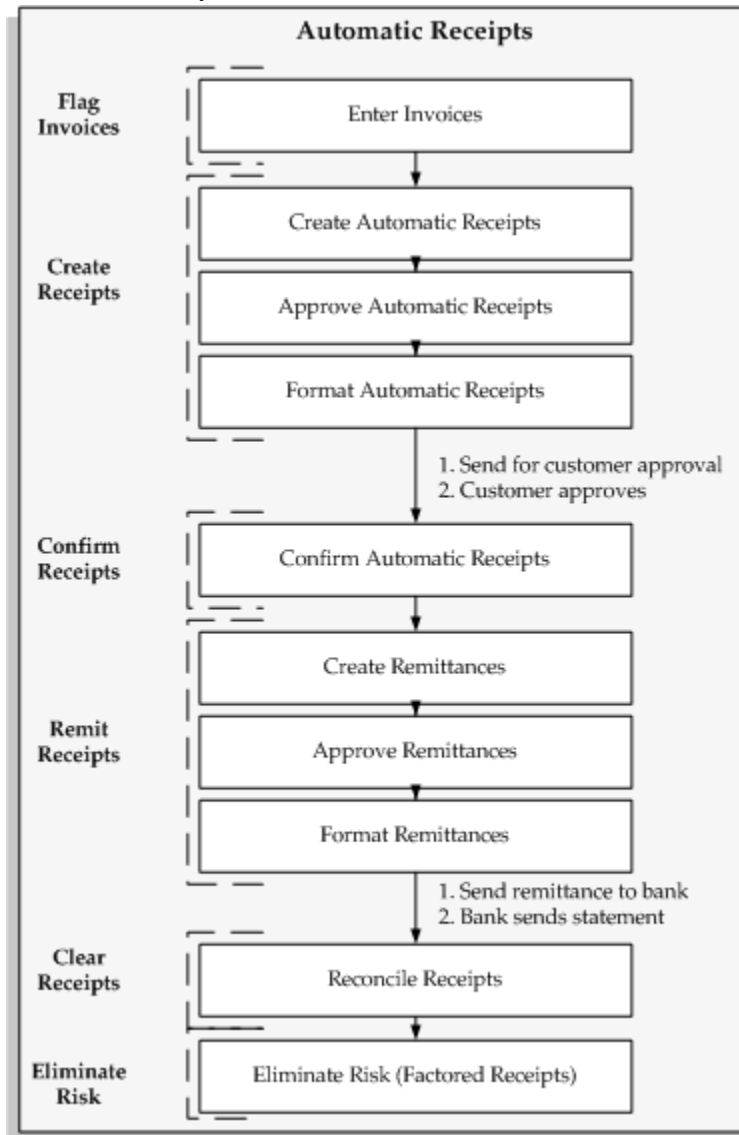 Automatic Receipts
Flag
Invoices
Enter Invoices
Create
Receipts
Create Automatic Receipts
Approve Automatic Receipts
Format Automatic Receipts
1. Send for customer approval
2. Customer approves
Confirm
Receipts
Confirm Automatic Receipts
Remit
Receipts
Create Remittances
Approve Remittances
Format Remittances
1. Send remittance to bank
2. Bank sends statement
Clear
Receipts
Reconcile Receipts
Eliminate
Risk
Eliminate Risk (Factored Receipts)